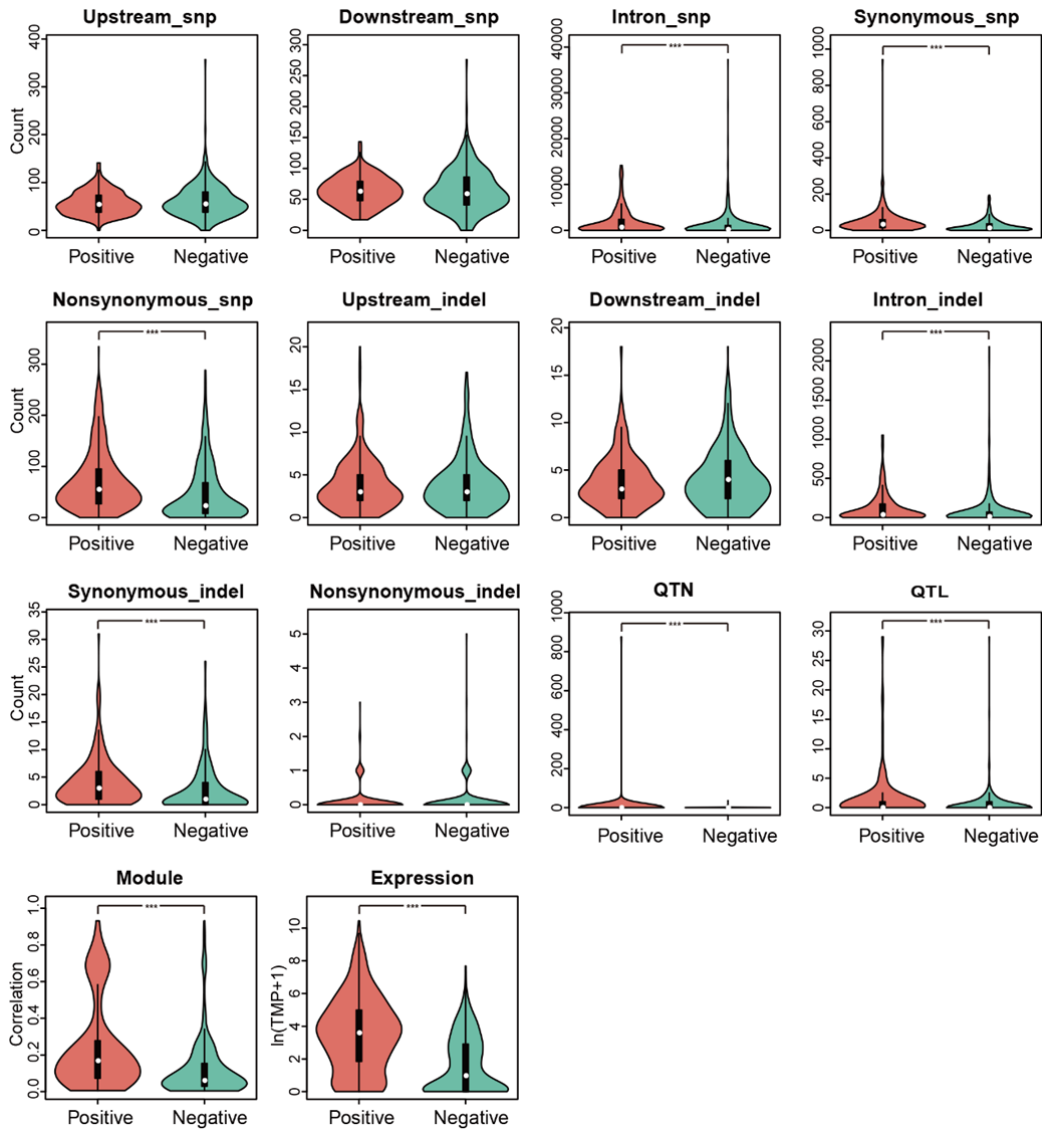 Upstream_snp
Downstream_snp
Intron_snp
Synonymous_snp
Count
0
100
200
300
400
Positive
Negative
0
50
100
150
200
250
300
Positive
Negative
0
10000
20000
30000
40000
***
Positive
Negative
0
200
400
600
800
1000
***
Positive
Negative
Nonsynonymous_snp
Upstream_indel
Downstream_indel
Intron_indel
Count
0
100
200
300
***
Positive
Negative
0
5
10
15
20
Positive
Negative
0
5
10
15
20
Positive
Negative
0
500
1000
2000
***
Positive
Negative
Synonymous_indel
Nonsynonymous_indel
QTN
QTL
Count
0
5
10
15
20
25
30
35
***
Positive
Negative
0
1
2
3
4
5
Positive
Negative
0
200
400
600
800
1000
***
Positive
Negative
0
5
10
15
20
25
30
***
Positive
Negative
Module
Expression
Correlation
0.0
0.2
0.4
0.6
0.8
1.0
***
Positive
Negative
ln(TMP+1)
0
2
4
6
8
10
***
Positive
Negative